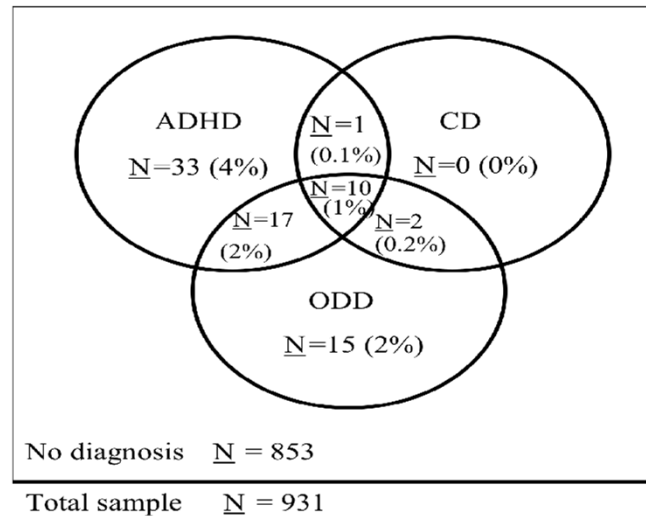 ADHD
N=33 (4%)
N=1
(0.1%)
CD
N=0 (0%)
N=10
(1%)
N=17
(2%)
N=2
(0.2%)
ODD
N=15 (2%)
No diagnosis N = 853
Total sample N = 931